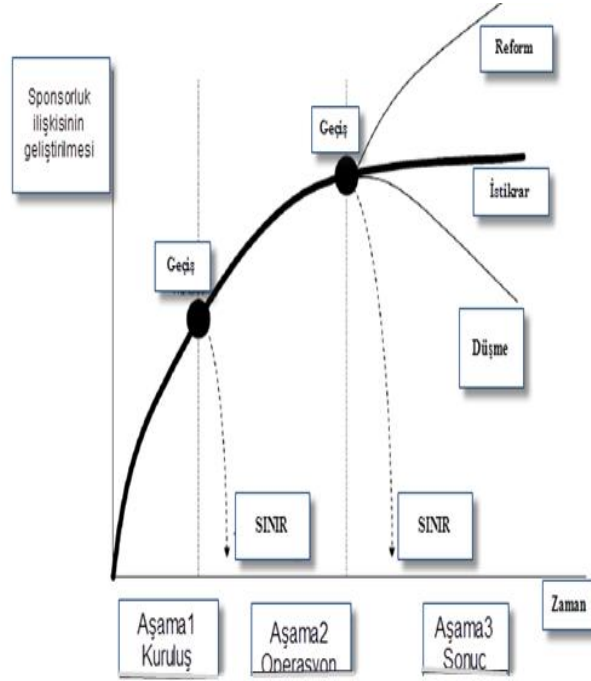 Sponsorluk
ilişkisinin
geliştirilmesi
Reform
Geçiş
İstikrar
Geçiş
Düşme
SINIR
SINIR
Zaman
Aşama1
Kuruluş
Aşama2
Operasyon
Aşama3
Sonuç